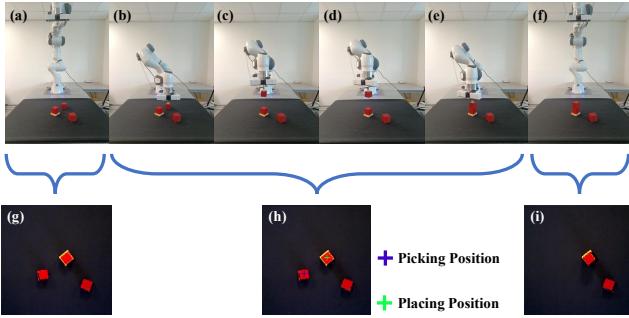 (a)
(b)
(c)
(d)
(e)
(f)
(g)
(h)
(i)
Picking Position
Placing Position